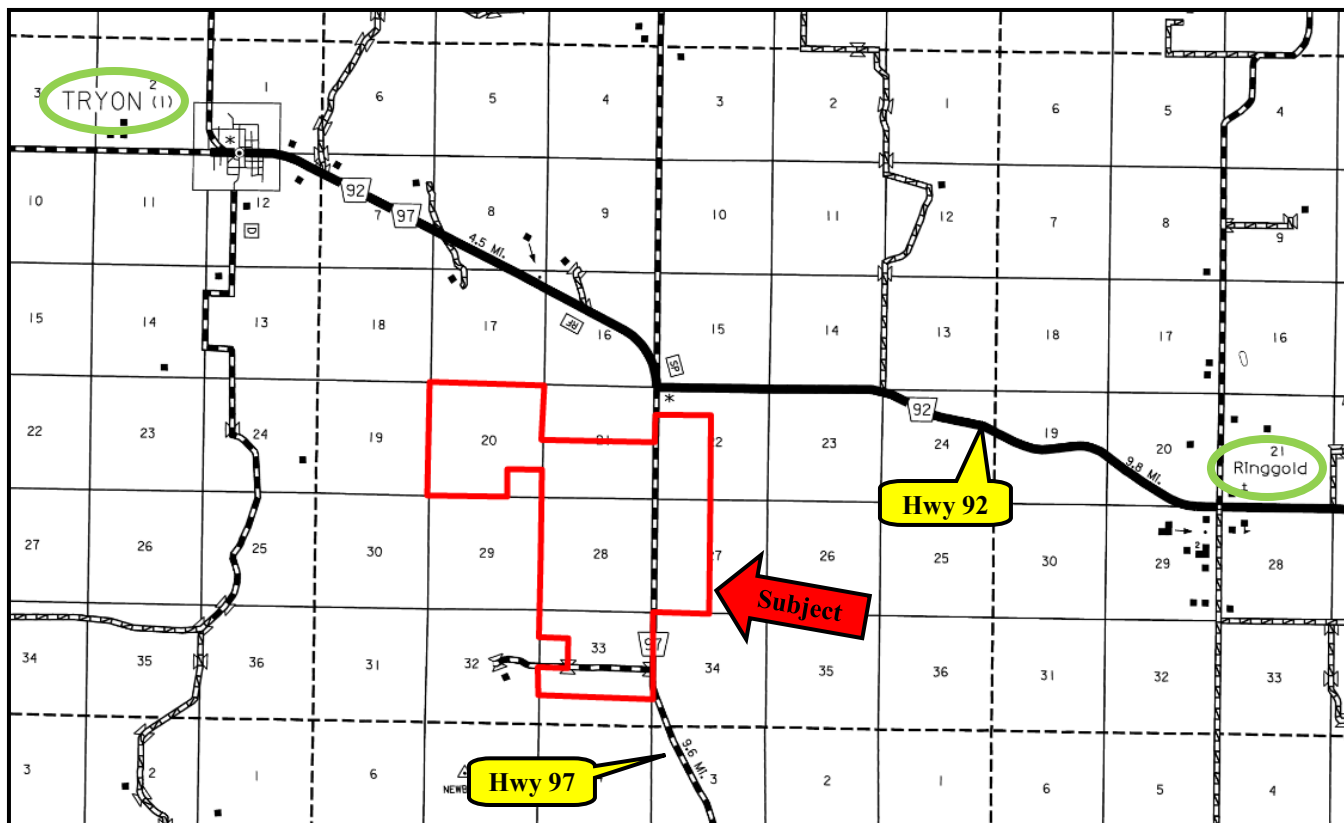 3 2 1 6 5 4 3 2 1 6 5 4
TRYON (1)
*
92
10 11 12 7 8 9 10 11 12 7 8 9
97
D
4.5 MI.
15 14 13 18 17 16 15 14 13 18 17 16
RF
SP
*
92
22 23 24 19 20 21 22 23 24 19 20 21
Ringgold
t
9.8 MI.
Hwy 92
27 26 25 30 29 28 27 26 25 30 29 28
2
Subject
97
34 35 36 31 32 33 34 35 36 31 32 33
9.6 MI.
3 2 1 6 3 2 1 6 5 4
Hwy 97